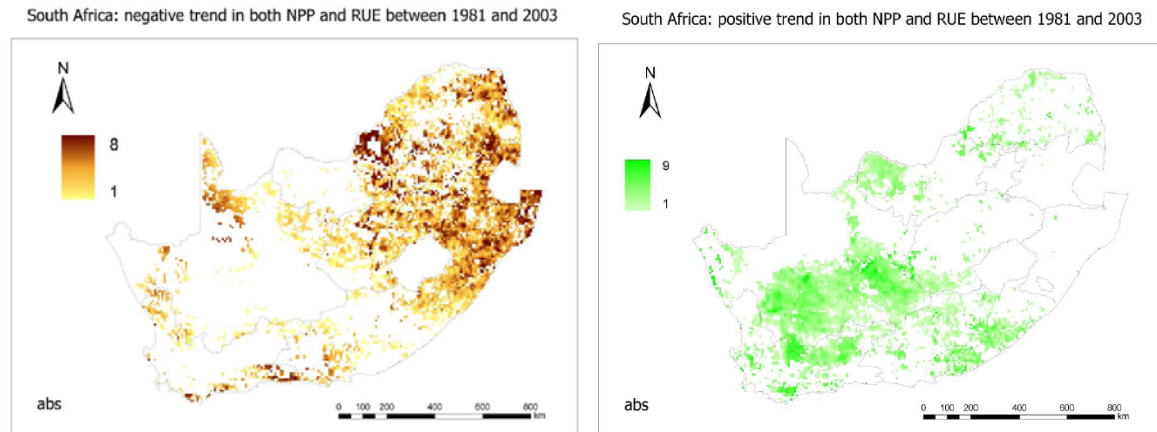 South Africa: negative trend in both NPP and RUE between 1981 and 2003
N
8
1
abs
0 100 200 400 600 800
km
South Africa: positive trend in both NPP and RUE between 1981 and 2003
N
9
1
abs
0 100 200 400 600 800
km